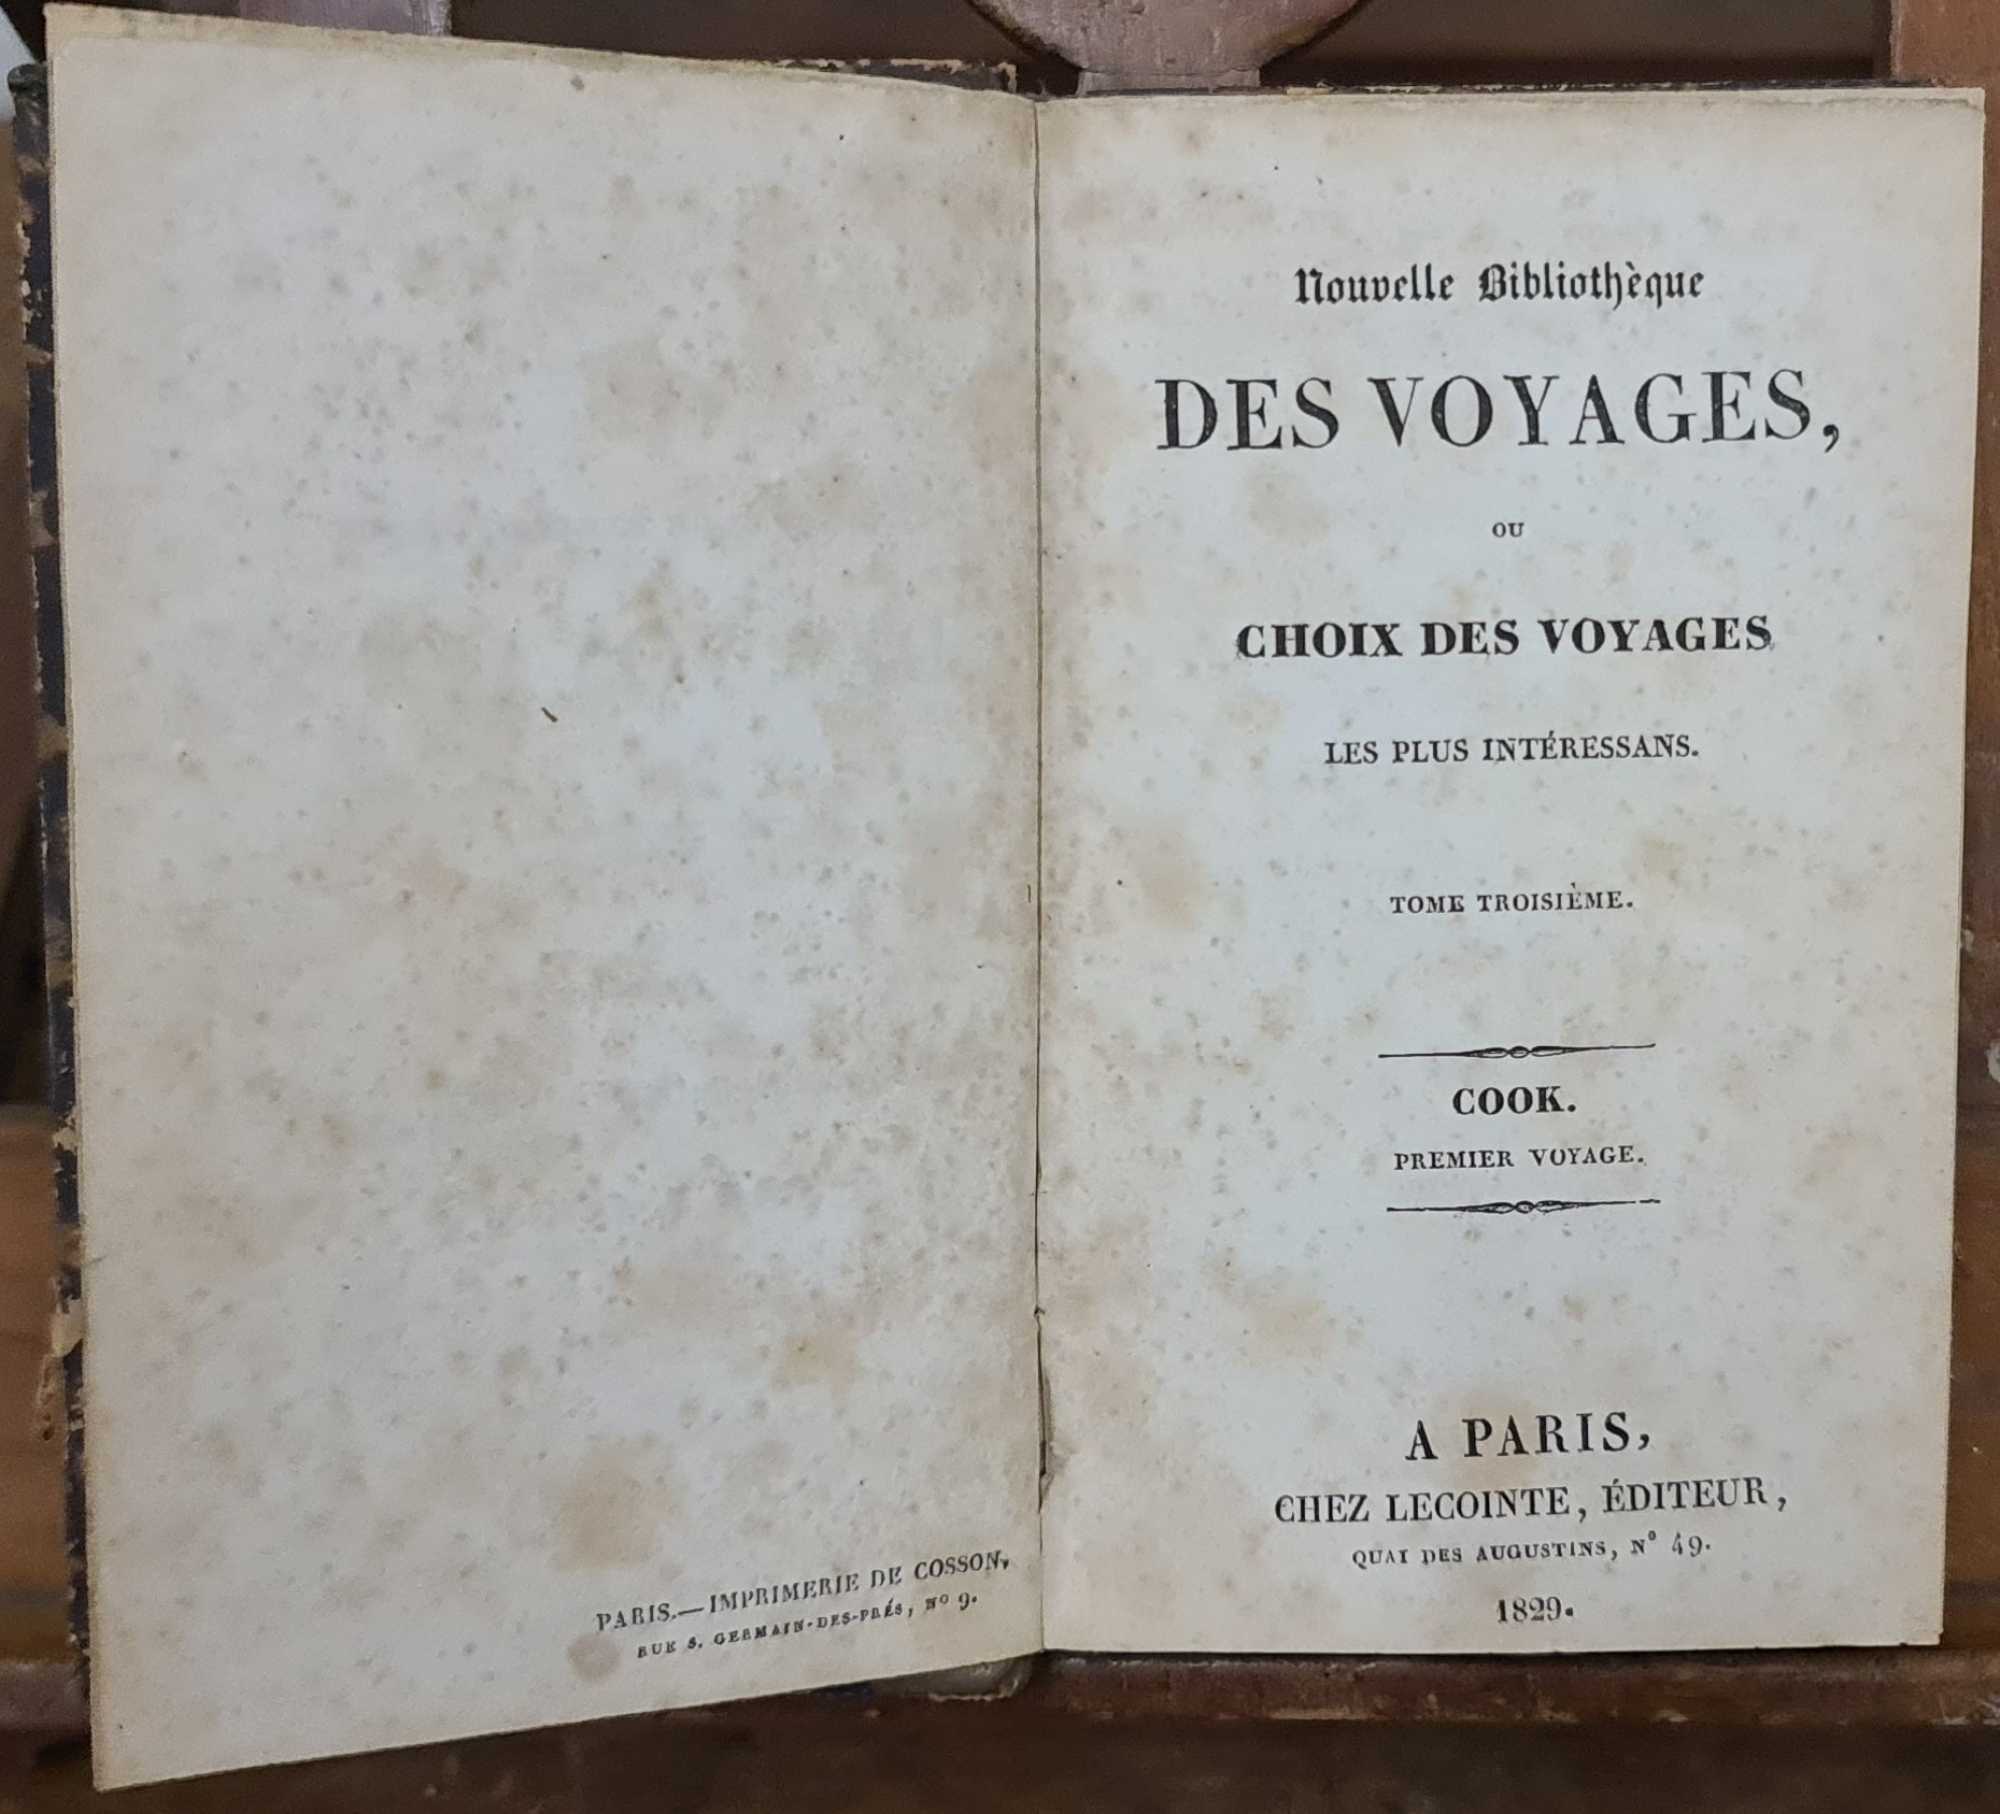 PARIS.—IMPRIMERIE DE COSSON,
RUE S. GERMAIN-DES-PRÉS, Nº 9.
Nouvelle Bibliothèque
DES VOYAGES,
OU
CHOIX DES VOYAGES
LES PLUS INTÉRESSANS.
TOME TROISIÈME.
COOK.
PREMIER VOYAGE.
A PARIS,
CHEZ LECOINTE, ÉDITEUR,
QUAI DES AUGUSTINS, Nº 49.
1829.